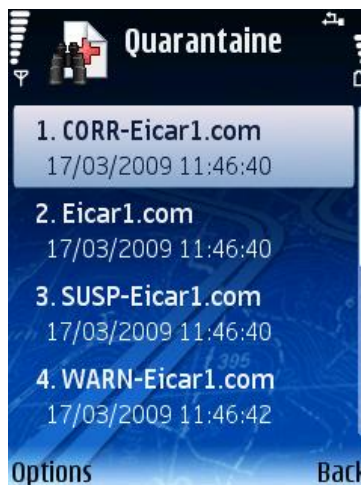 Quarantaine
1. CORR-Eicar1.com
17/03/2009 11:46:40
2. Eicar1.com
17/03/2009 11:46:40
3. SUSP-Eicar1.com
17/03/2009 11:46:40
4. WARN-Eicar1.com
17/03/2009 11:46:42
395
Options
Back